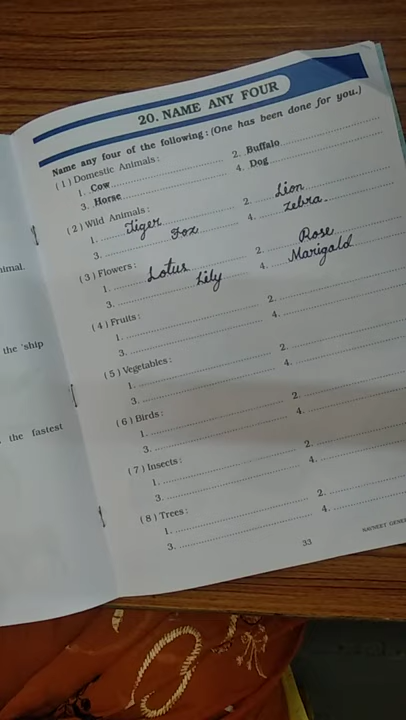 20. NAME ANY FOUR
Name any four of the following : (One has been done for you.)
( 1 ) Domestic Animals :
1. Cow 2. Buffalo
3. Horse 4. Dog
( 2 ) Wild Animals :
1. Tiger 2. Lion
3. Fox 4. Zebra
( 3 ) Flowers :
1. Lotus 2. Rose
3. Lily 4. Marigold
( 4 ) Fruits :
1. 2.
3. 4.
( 5 ) Vegetables :
1. 2.
3. 4.
( 6 ) Birds :
1. 2.
3. 4.
( 7 ) Insects :
1. 2.
3. 4.
( 8 ) Trees :
1. 2.
3. 4.
33
the 'ship
the fastest